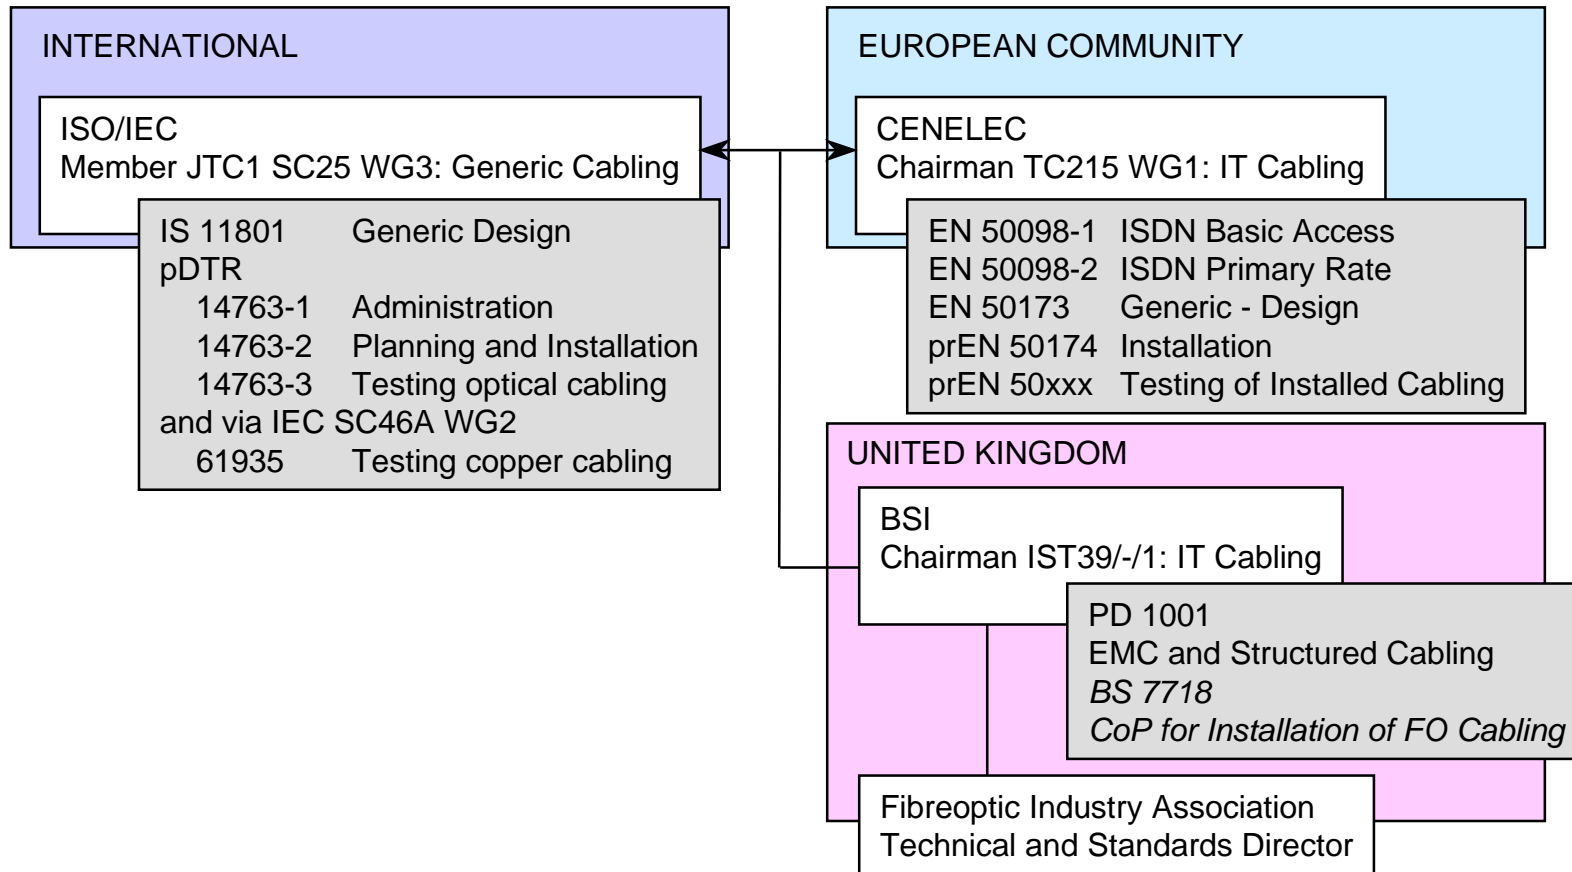 INTERNATIONAL
ISO/IEC
Member JTC1 SC25 WG3: Generic Cabling
IS 11801 Generic Design
pDTR
14763-1 Administration
14763-2 Planning and Installation
14763-3 Testing optical cabling
and via IEC SC46A WG2
61935 Testing copper cabling
EUROPEAN COMMUNITY
CENELEC
Chairman TC215 WG1: IT Cabling
EN 50098-1 ISDN Basic Access
EN 50098-2 ISDN Primary Rate
EN 50173 Generic - Design
prEN 50174 Installation
prEN 50xxx Testing of Installed Cabling
UNITED KINGDOM
BSI
Chairman IST39/-/1: IT Cabling
PD 1001
EMC and Structured Cabling
BS 7718
CoP for Installation of FO Cabling
Fibreoptic Industry Association
Technical and Standards Director